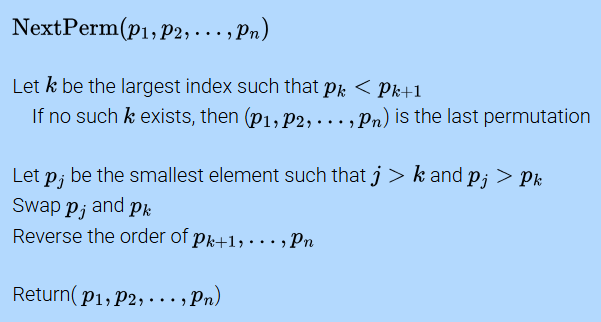 NextPerm(p₁, p₂, . . . , pₙ)
Let k be the largest index such that pₖ < pₖ₊₁
If no such k exists, then (p₁, p₂, . . . , pₙ) is the last permutation
Let pⱼ be the smallest element such that j > k and pⱼ > pₖ
Swap pⱼ and pₖ
Reverse the order of pₖ₊₁, . . . , pₙ
Return( p₁, p₂, . . . , pₙ)